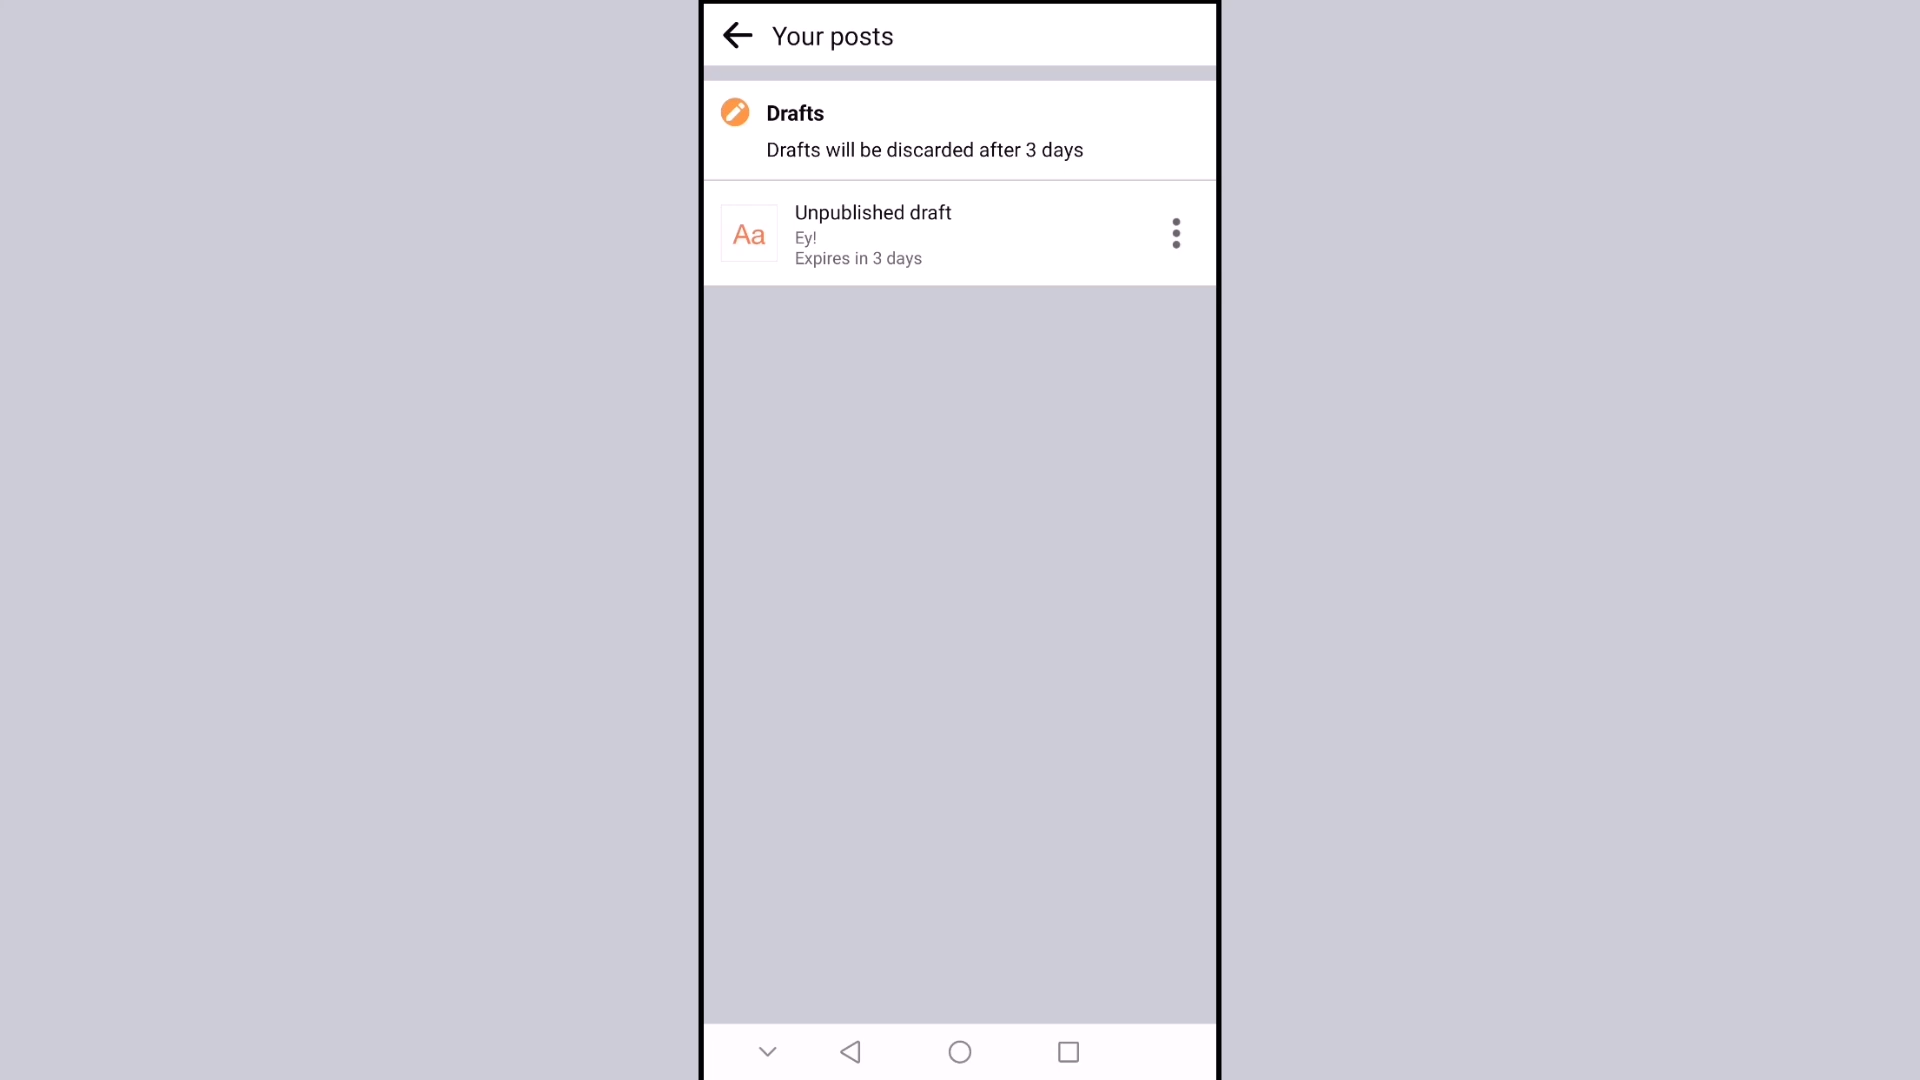 Your posts
Drafts
Drafts will be discarded after 3 days
Aa
Unpublished draft
Ey!
Expires in 3 days